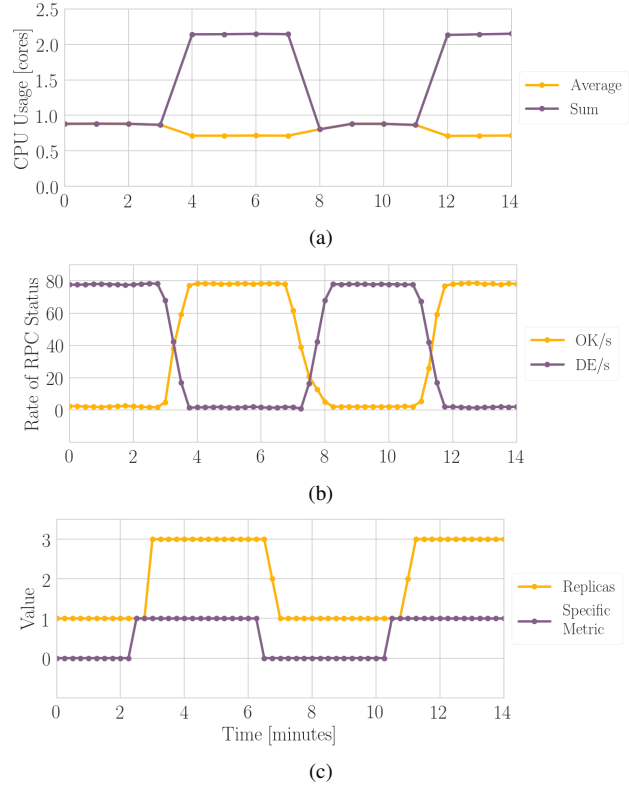 CPU Usage [cores]
2.5
2.0
1.5
1.0
0.5
0.0
0 2 4 6 8 10 12 14
Average
Sum
(a)
Rate of RPC Status
80
60
40
20
0
0 2 4 6 8 10 12 14
OK/s
DE/s
(b)
Value
3
2
1
0
0 2 4 6 8 10 12 14
Time [minutes]
Replicas
Specific
Metric
(c)